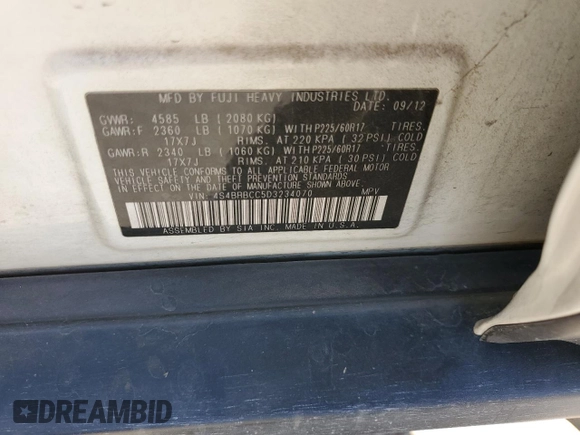 MFD BY FUJI HEAVY INDUSTRIES LTD.
DATE: 09/12
GVWR: 4585 LB ( 2080 KG)
GAWR:F 2360 LB ( 1070 KG) WITH P225/60R17 TIRES.
17X7J RIMS. AT 220 KPA ( 32 PSI) COLD
GAWR:R 2340 LB ( 1060 KG) WITH P225/60R17 TIRES.
17X7J RIMS. AT 210 KPA ( 30 PSI) COLD
THIS VEHICLE CONFORMS TO ALL APPLICABLE FEDERAL MOTOR
VEHICLE SAFETY AND THEFT PREVENTION STANDARDS
IN EFFECT ON THE DATE OF MANUFACTURE SHOWN ABOVE.
VIN: 4S4BRBCC5D3234070 MPV
ASSEMBLED BY SIA INC. MADE IN U.S.A.
DREAMBID